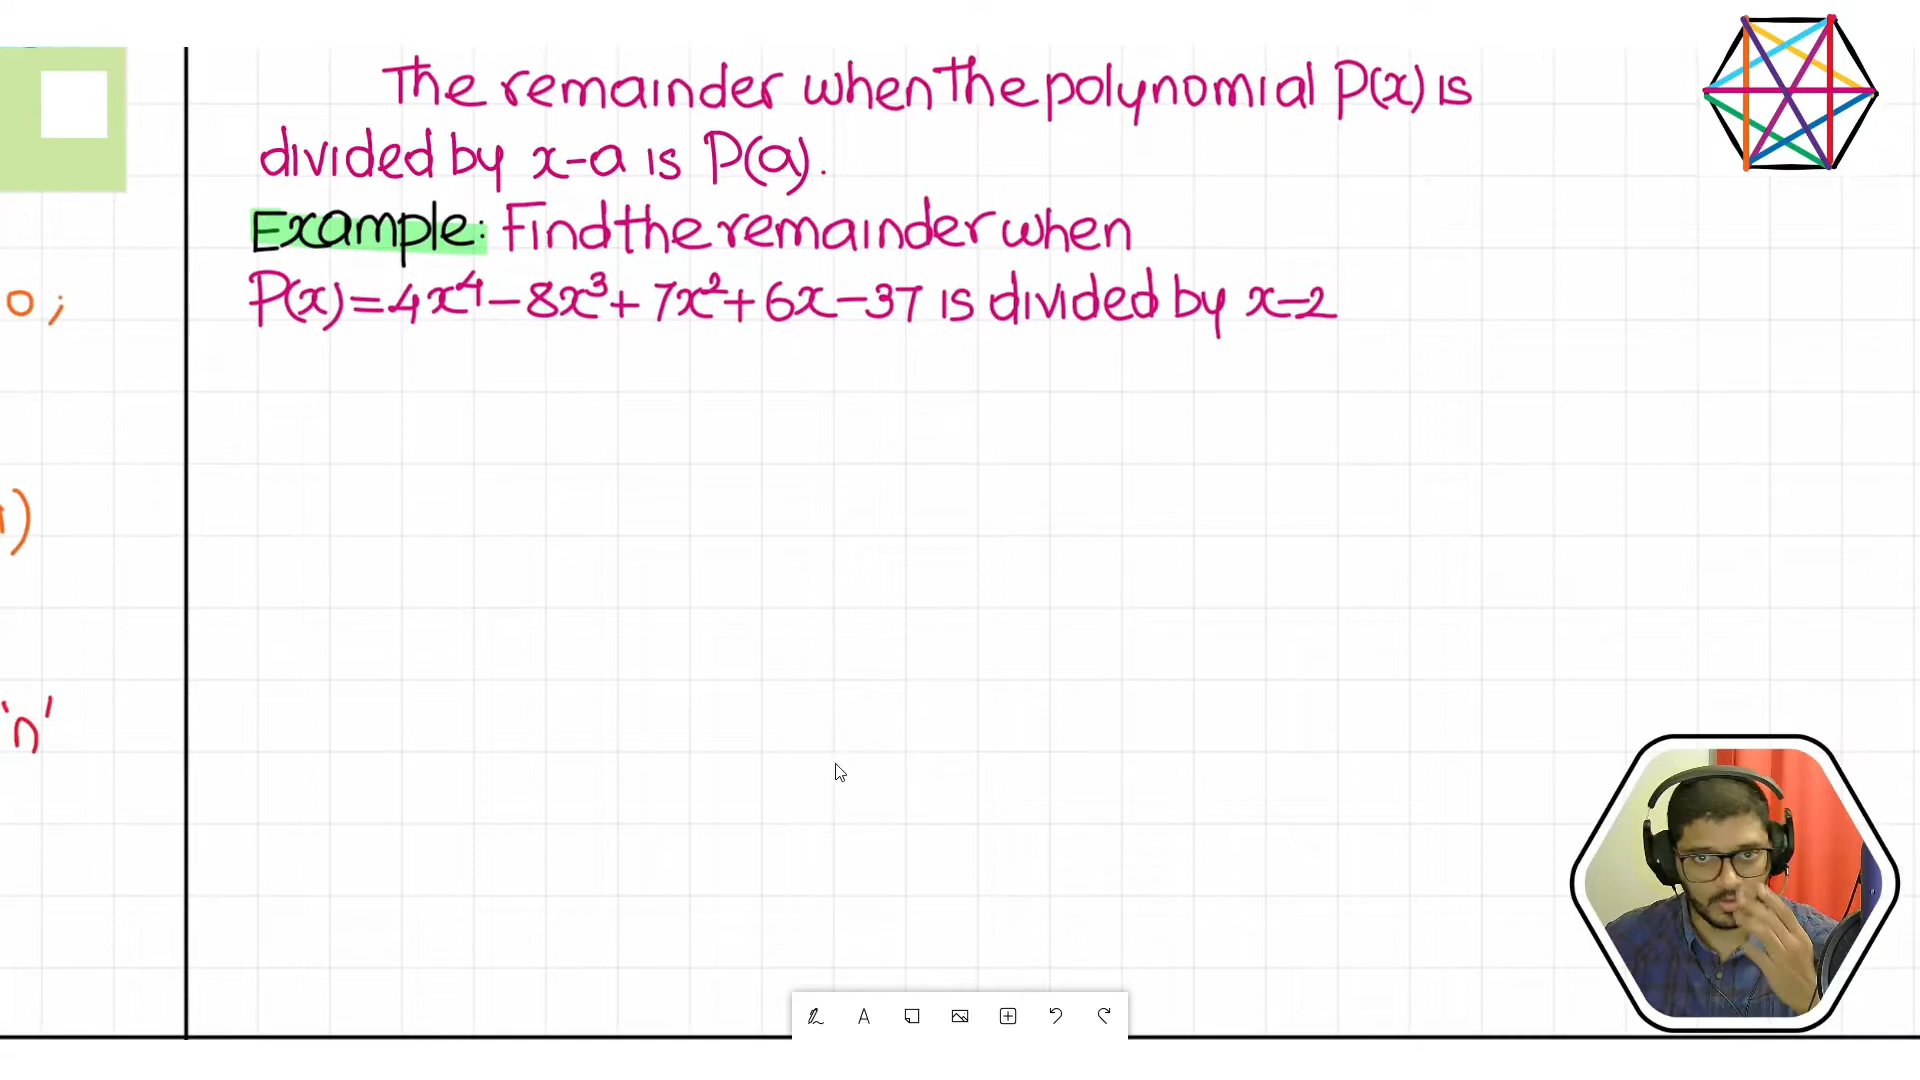 The remainder when the polynomial P(x) is
divided by x-a is P(a).
Example: Find the remainder when
P(x)=4x⁴-8x³+7x²+6x-37 is divided by x-2
0;
)
'n'
A